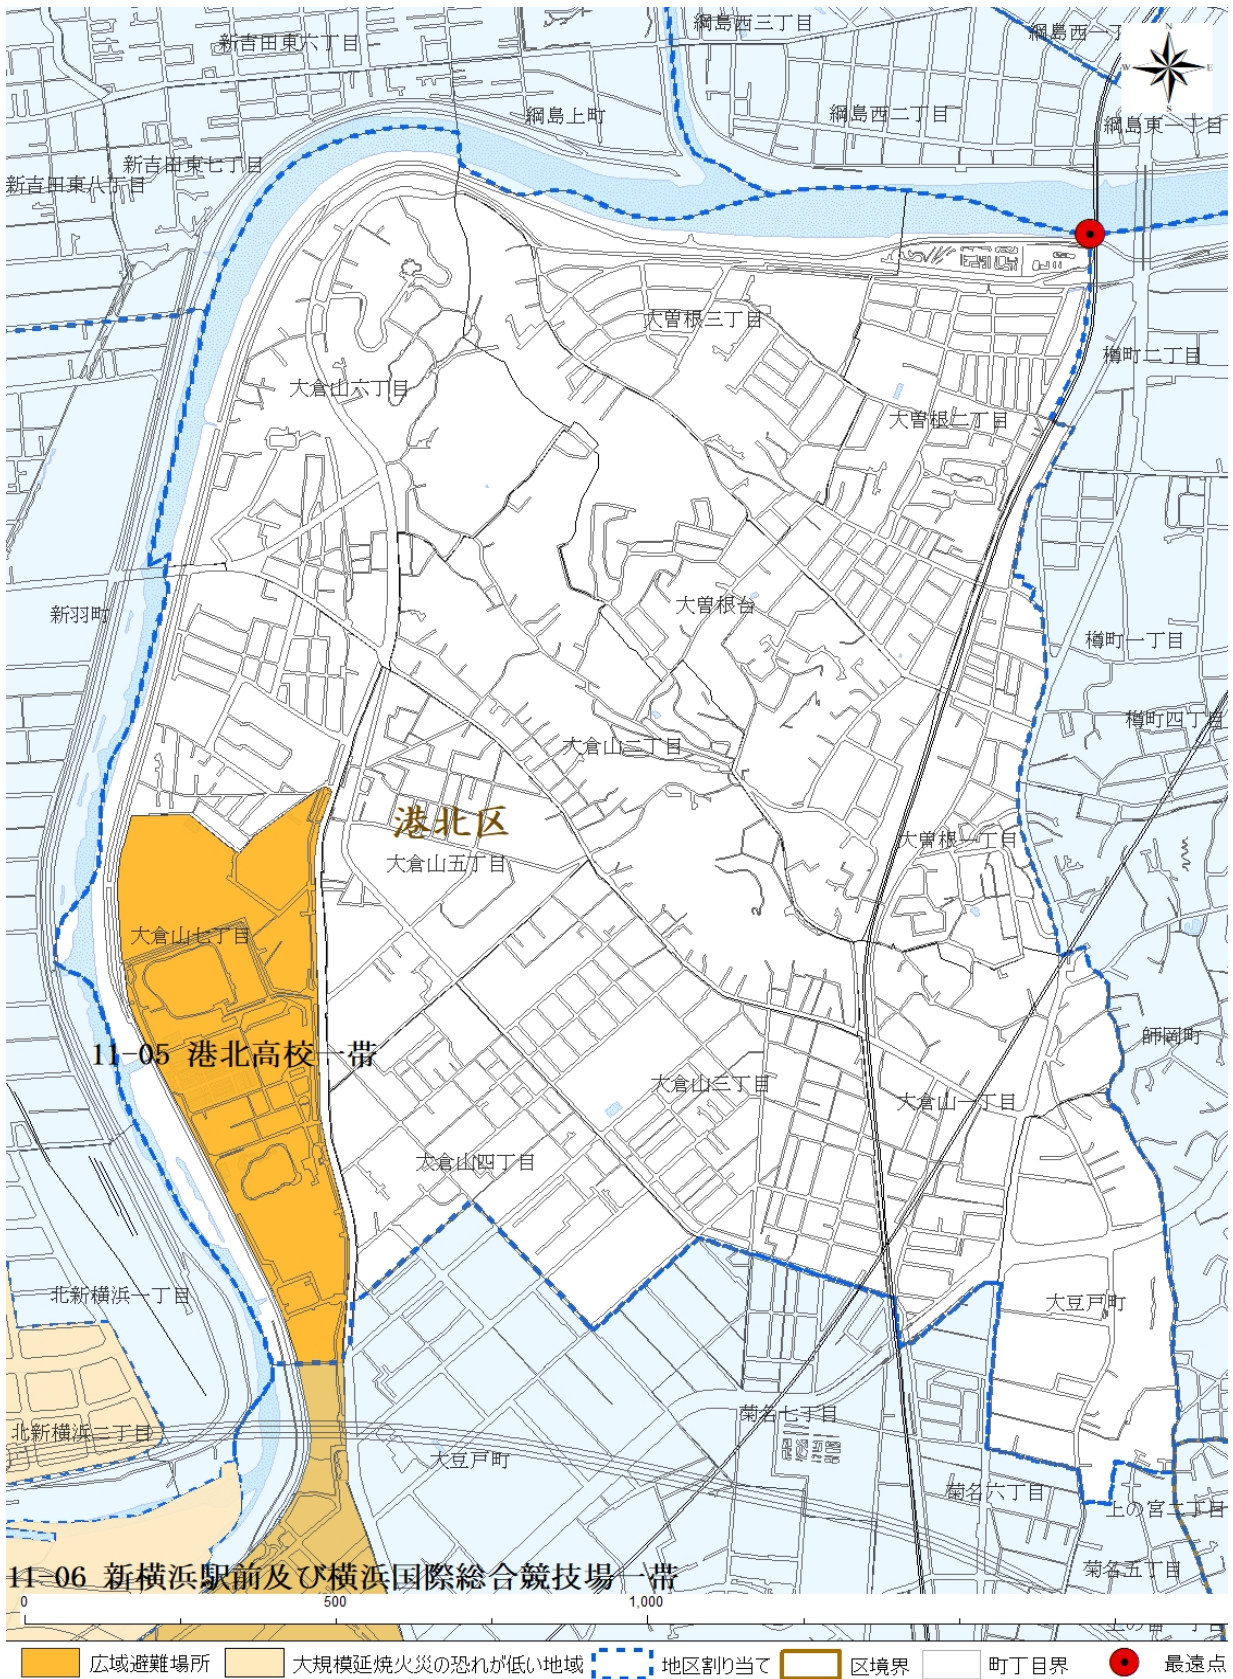 新吉田東六丁目
綱島西三丁目
綱島西一丁
N
W
E
S
綱島上町
綱島西二丁目
綱島東一丁目
新吉田東七丁目
新吉田東八丁目
大曽根三丁目
樽町二丁目
大倉山六丁目
大曽根二丁目
新羽町
大曽根台
樽町一丁目
大倉山二丁目
樽町四丁目
港北区
大倉山五丁目
大曽根一丁目
大倉山七丁目
11-05 港北高校一帯
師岡町
大倉山三丁目
大倉山一丁目
大倉山四丁目
北新横浜一丁目
大豆戸町
菊名七丁目
北新横浜二丁目
大豆戸町
菊名六丁目
上の宮二丁目
菊名五丁目
11-06 新横浜駅前及び横浜国際総合競技場一帯
0 500 1,000
広域避難場所 大規模延焼火災の恐れが低い地域 地区割り当て 区境界 町丁目界 最遠点